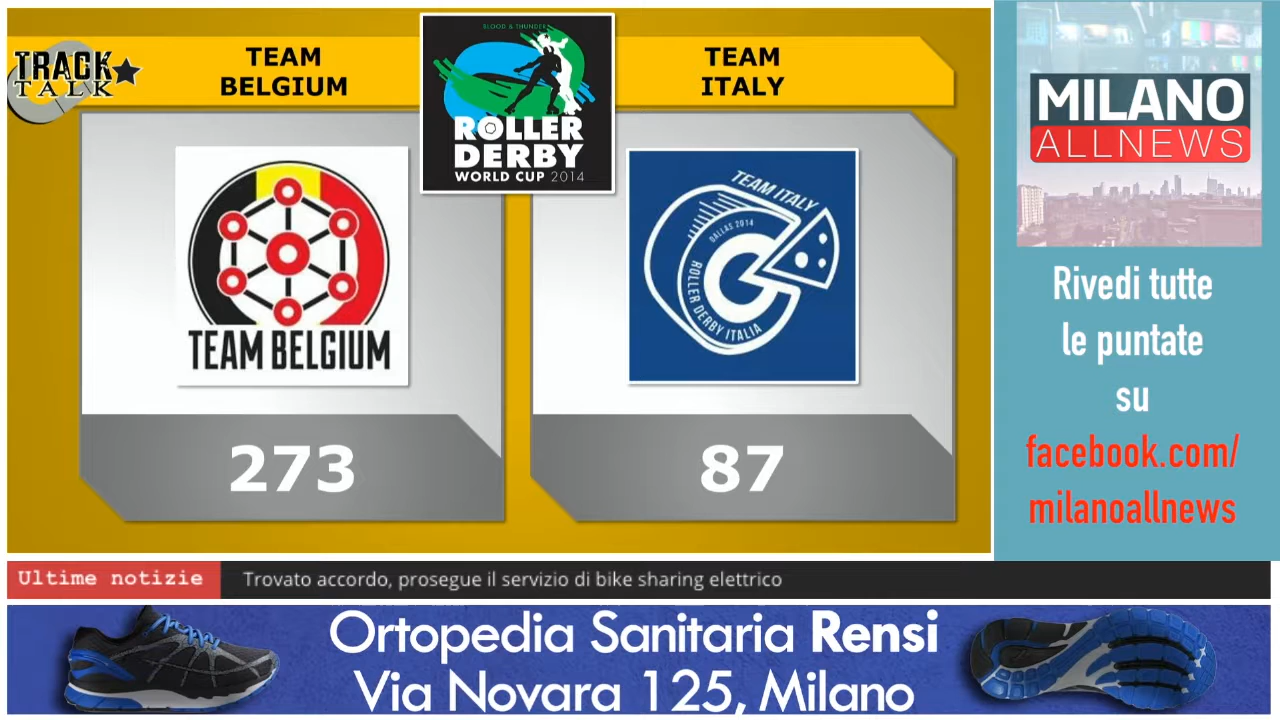 TRACK
TALK
TEAM
BELGIUM
BLOOD & THUNDER
ROLLER
DERBY
WORLD CUP 2014
TEAM
ITALY
TEAM BELGIUM
TEAM ITALY
DALLAS 2014
ROLLER DERBY ITALIA
273
87
MILANO
ALLNEWS
Rivedi tutte
le puntate
su
facebook.com/
milanoallnews
Ultime notizie
Trovato accordo, prosegue il servizio di bike sharing elettrico
Ortopedia Sanitaria Rensi
Via Novara 125, Milano